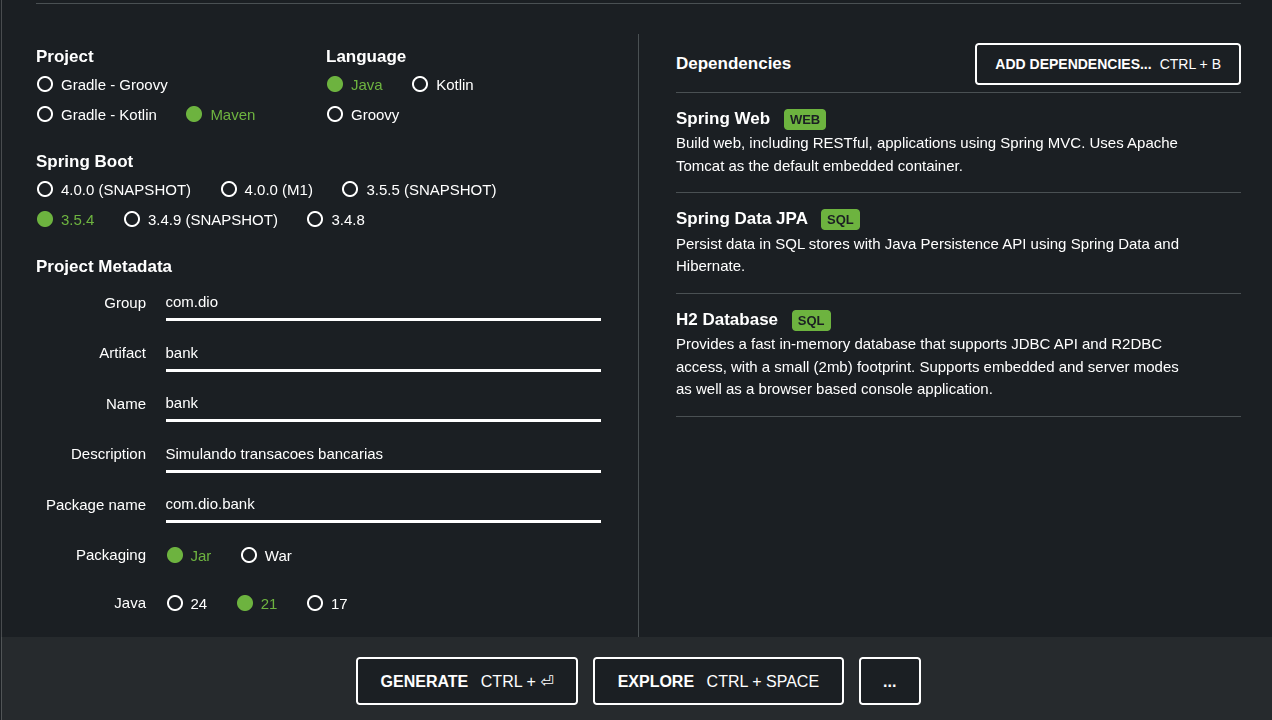 Project
Gradle - Groovy
Gradle - Kotlin Maven
Language
Java Kotlin
Groovy
Spring Boot
4.0.0 (SNAPSHOT) 4.0.0 (M1) 3.5.5 (SNAPSHOT)
3.5.4 3.4.9 (SNAPSHOT) 3.4.8
Project Metadata
Group com.dio
Artifact bank
Name bank
Description Simulando transacoes bancarias
Package name com.dio.bank
Packaging Jar War
Java 24 21 17
Dependencies ADD DEPENDENCIES... CTRL + B
Spring Web WEB
Build web, including RESTful, applications using Spring MVC. Uses Apache
Tomcat as the default embedded container.
Spring Data JPA SQL
Persist data in SQL stores with Java Persistence API using Spring Data and
Hibernate.
H2 Database SQL
Provides a fast in-memory database that supports JDBC API and R2DBC
access, with a small (2mb) footprint. Supports embedded and server modes
as well as a browser based console application.
GENERATE CTRL + ⏎ EXPLORE CTRL + SPACE ...